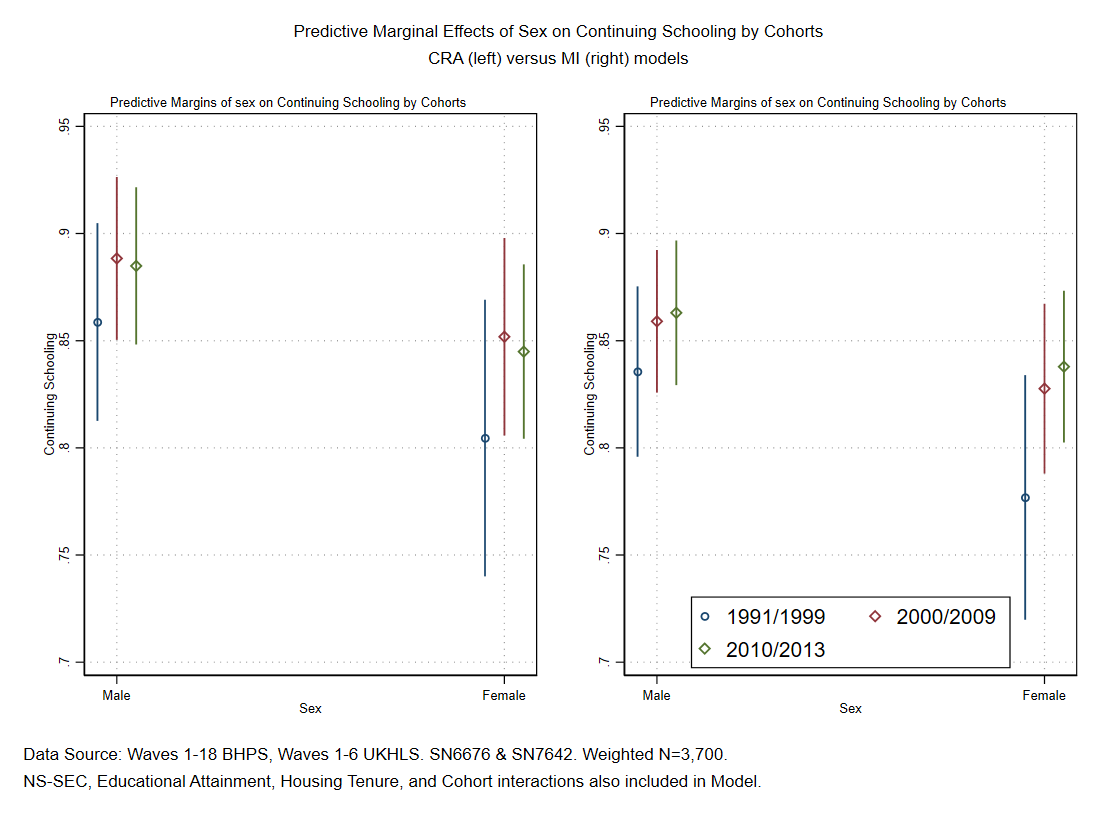 Predictive Marginal Effects of Sex on Continuing Schooling by Cohorts
CRA (left) versus MI (right) models
Predictive Margins of sex on Continuing Schooling by Cohorts
.95
.9
.85
.8
.75
.7
Continuing Schooling
Male
Female
Sex
Predictive Margins of sex on Continuing Schooling by Cohorts
.95
.9
.85
.8
.75
.7
Continuing Schooling
1991/1999
2000/2009
2010/2013
Male
Female
Sex
Data Source: Waves 1-18 BHPS, Waves 1-6 UKHLS. SN6676 & SN7642. Weighted N=3,700.
NS-SEC, Educational Attainment, Housing Tenure, and Cohort interactions also included in Model.